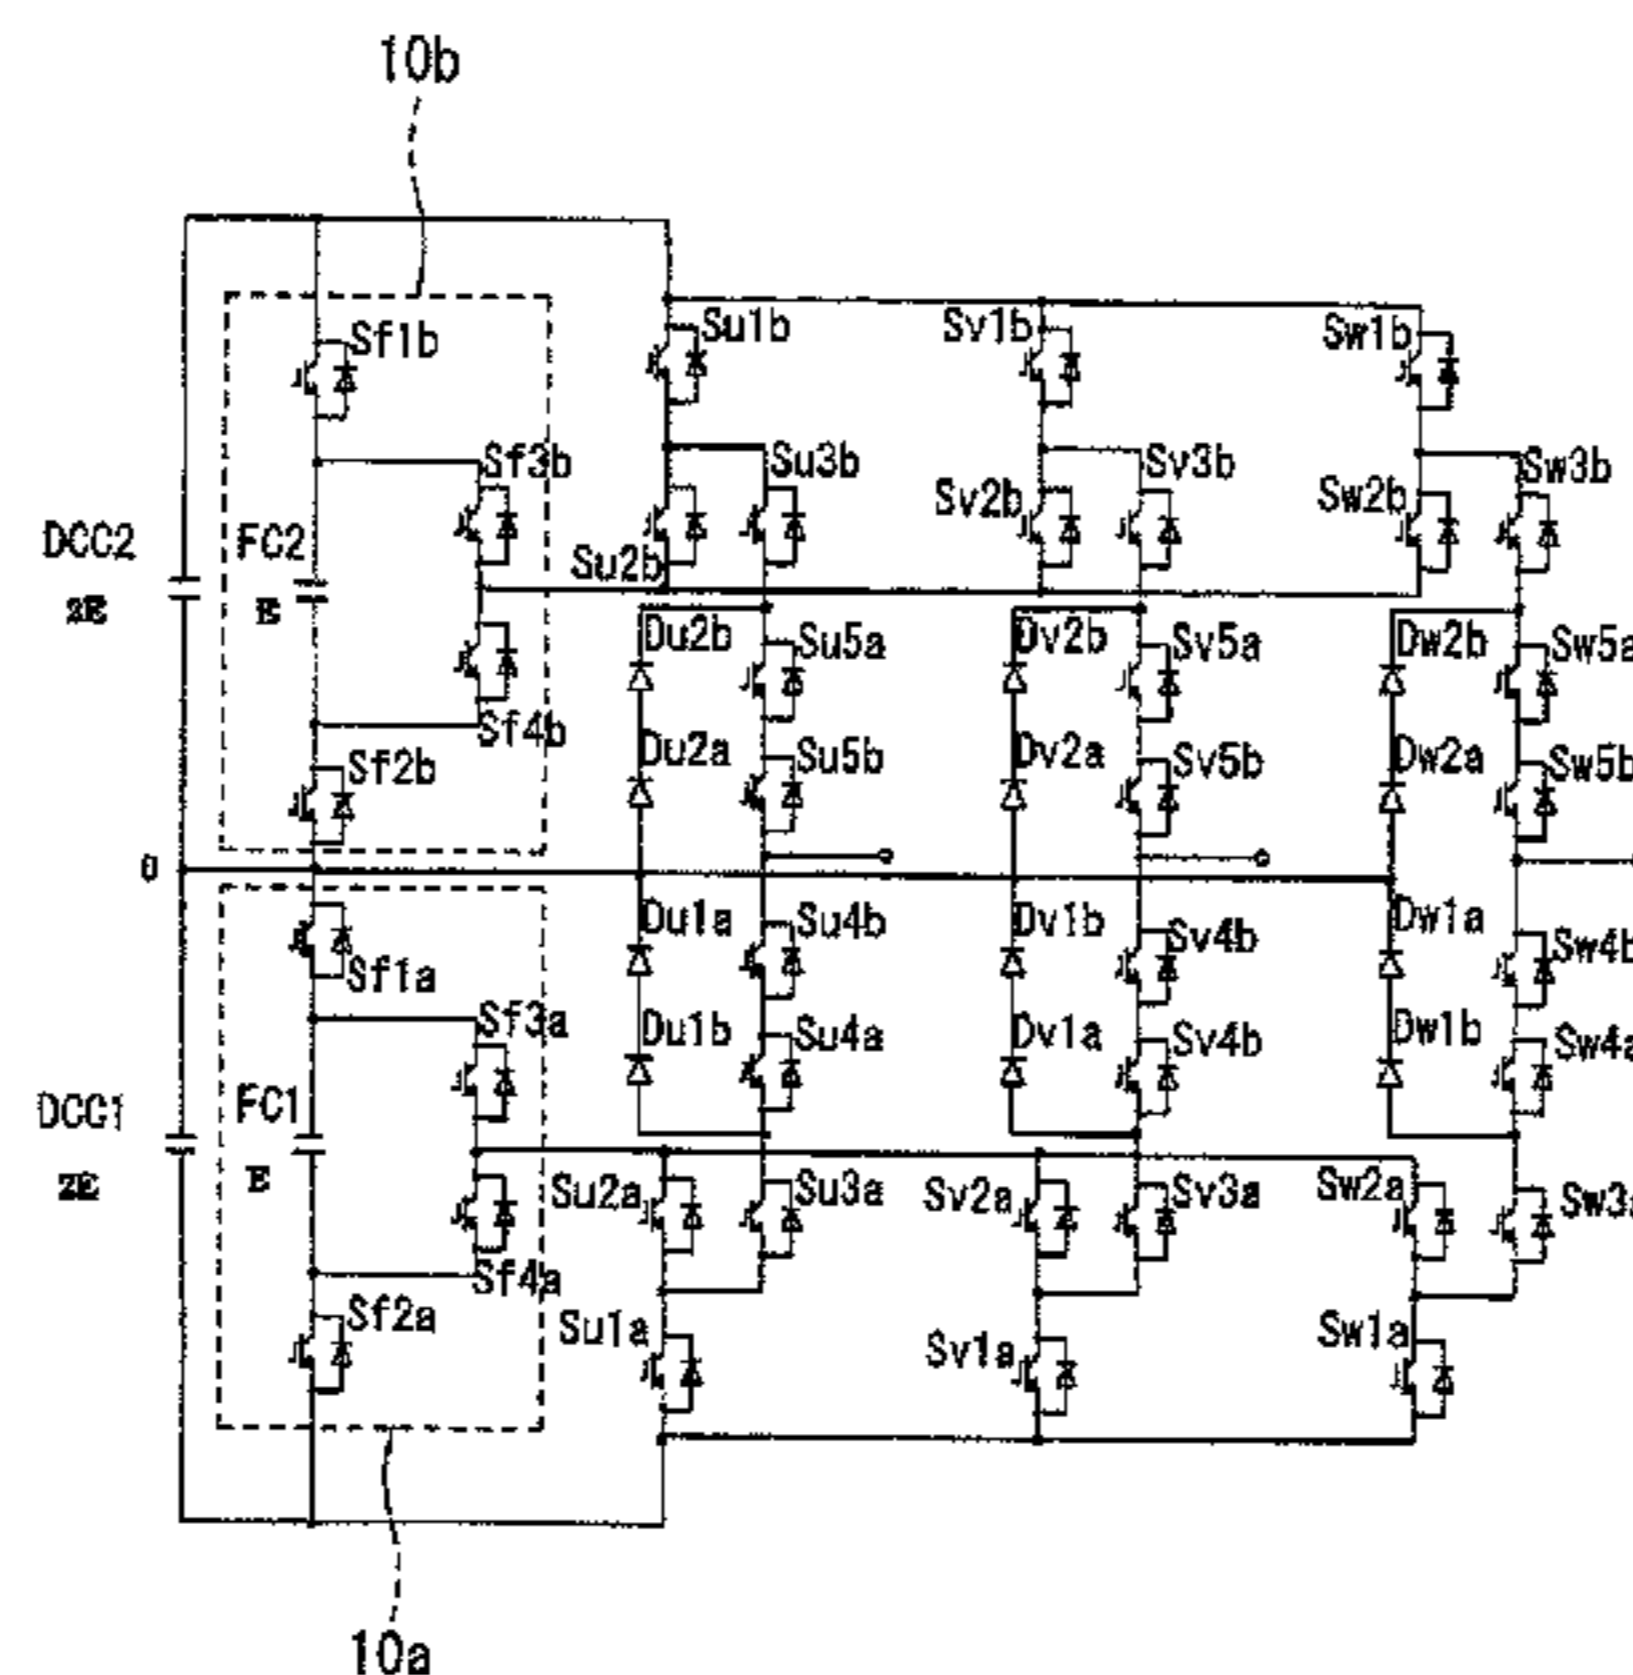 10b
Sf1b
Su1b
Sv1b
Sw1b
Sf3b
Su3b
Sv3b
Sw3b
Sv2b
Sw2b
DCC2
FC2
Su2b
2E
E
Du2b
Su5a
Dv2b
Sv5a
Dw2b
Sw5a
Sf4b
Du2a
Su5b
Dv2a
Sv5b
Dw2a
Sw5b
Sf2b
0
Du1a
Su4b
Dv1b
Sv4b
Dw1a
Sw4b
Sf1a
Sf3a
Du1b
Su4a
Dv1a
Sv4b
Dw1b
Sw4a
DCC1
FC1
2E
E
Su2a
Su3a
Sv2a
Sv3a
Sw2a
Sw3a
Sf4a
Sf2a
Su1a
Sv1a
Sw1a
10a